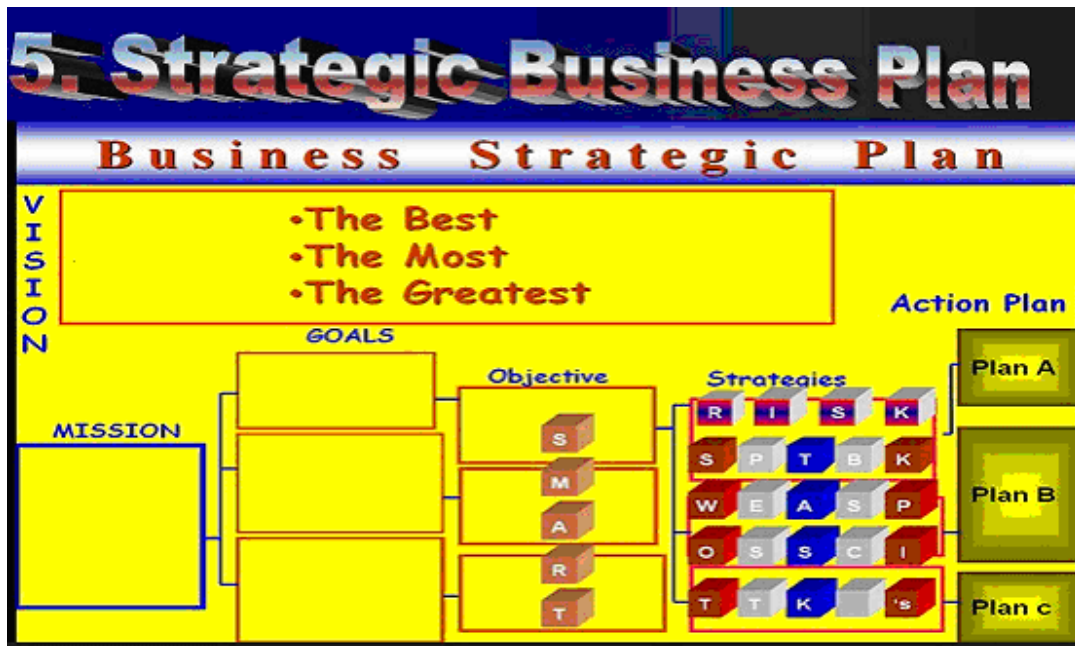 5. Strategic Business Plan
Business Strategic Plan
VISION
•The Best
•The Most
•The Greatest
Action Plan
GOALS
Objective
Strategies
MISSION
Plan A
Plan B
Plan c
S
M
A
R
T
R I S K
S P T B K
W E A S P
O S S C I
T T K 's